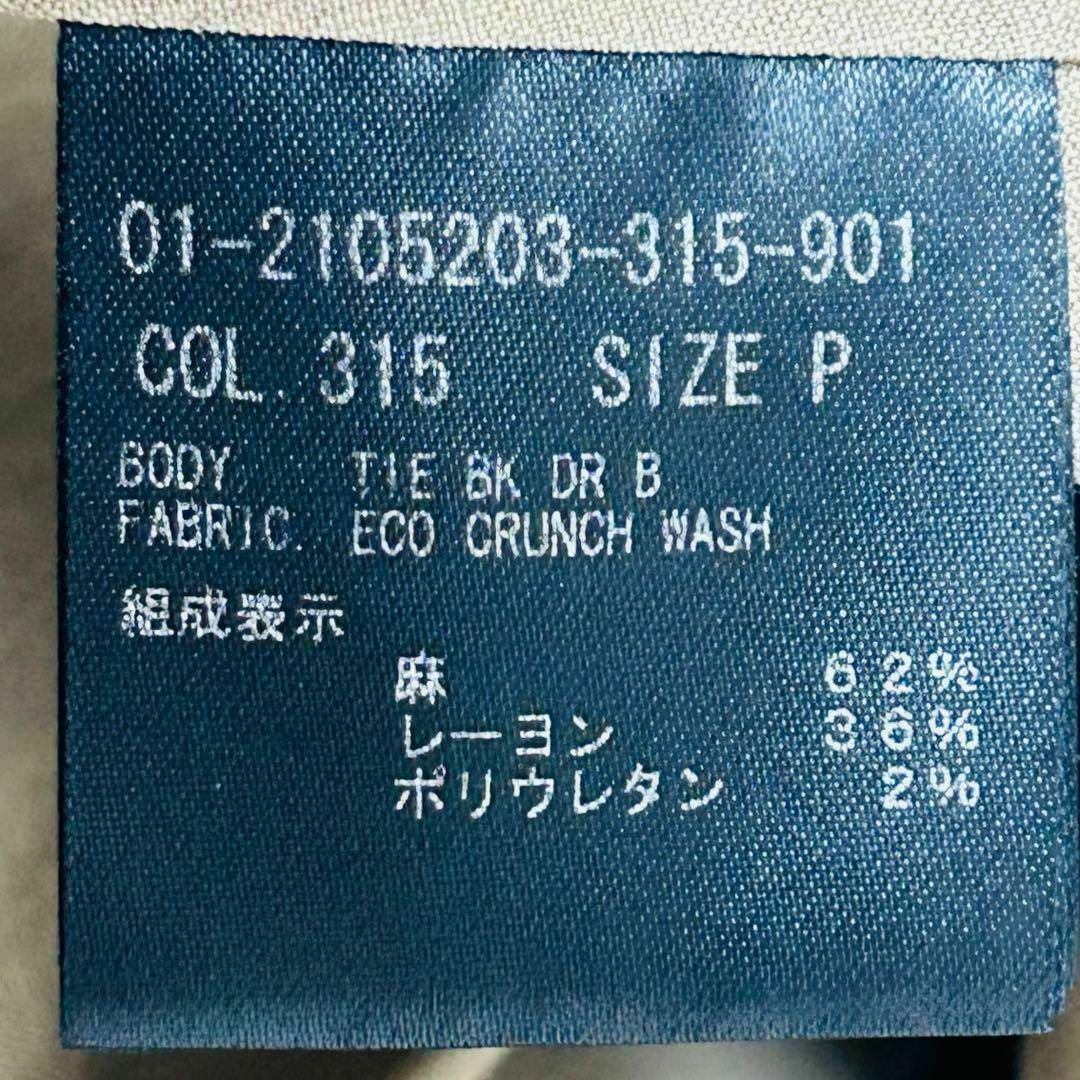 01-2105203-315-901
COL. 315 SIZE P
BODY. TIE BK DR B
FABRIC. ECO CRUNCH WASH
組成表示
麻 62%
レーヨン 36%
ポリウレタン 2%